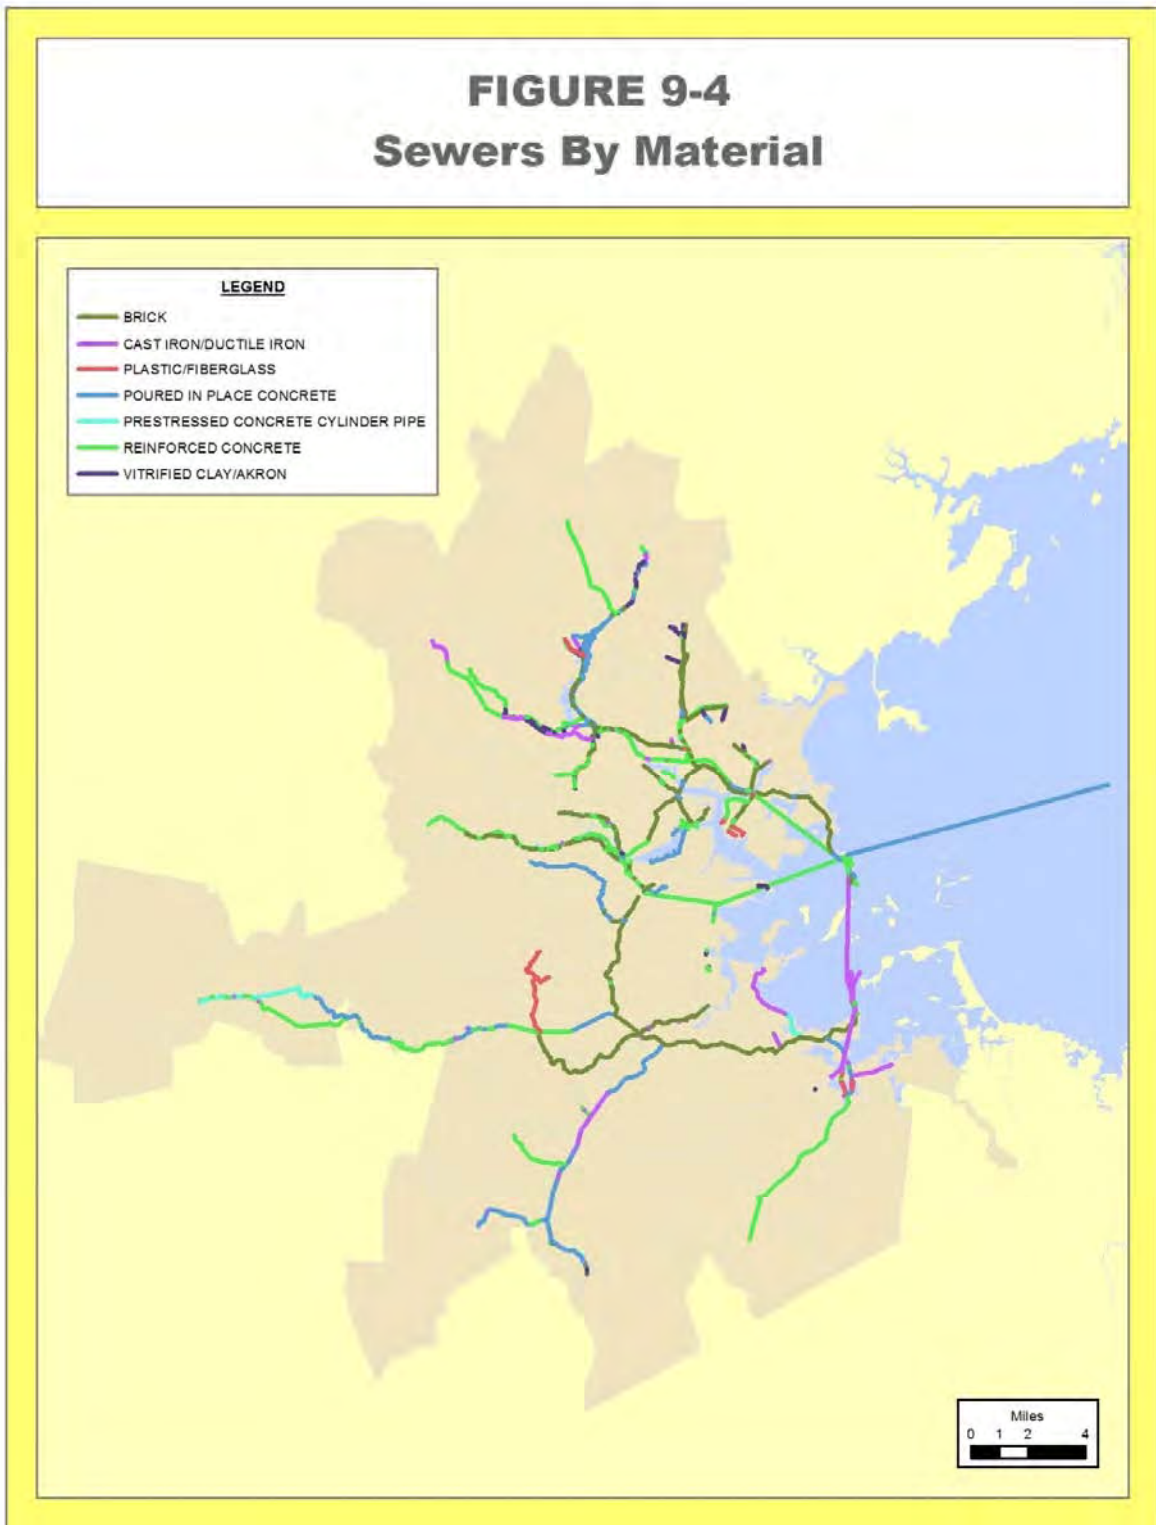 FIGURE 9-4
Sewers By Material
LEGEND
BRICK
CAST IRON/DUCTILE IRON
PLASTIC/FIBERGLASS
POURED IN PLACE CONCRETE
PRESTRESSED CONCRETE CYLINDER PIPE
REINFORCED CONCRETE
VITRIFIED CLAY/AKRON
Miles
0 1 2 4